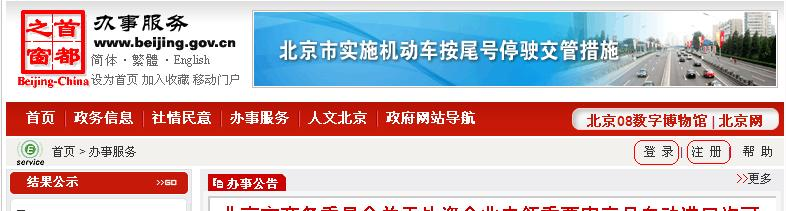 首都之窗
Beijing-China
办事服务
www.beijing.gov.cn
简体·繁體·English
设为首页 加入收藏 移动门户
北京市实施机动车按尾号停驶交管措施
首页 政务信息 社情民意 办事服务 人文北京 政府网站导航
北京08数字博物馆 | 北京网
service
首页 > 办事服务
登 录 | 注 册 | 帮 助
结果公示 >>GO
办事公告
>>更多